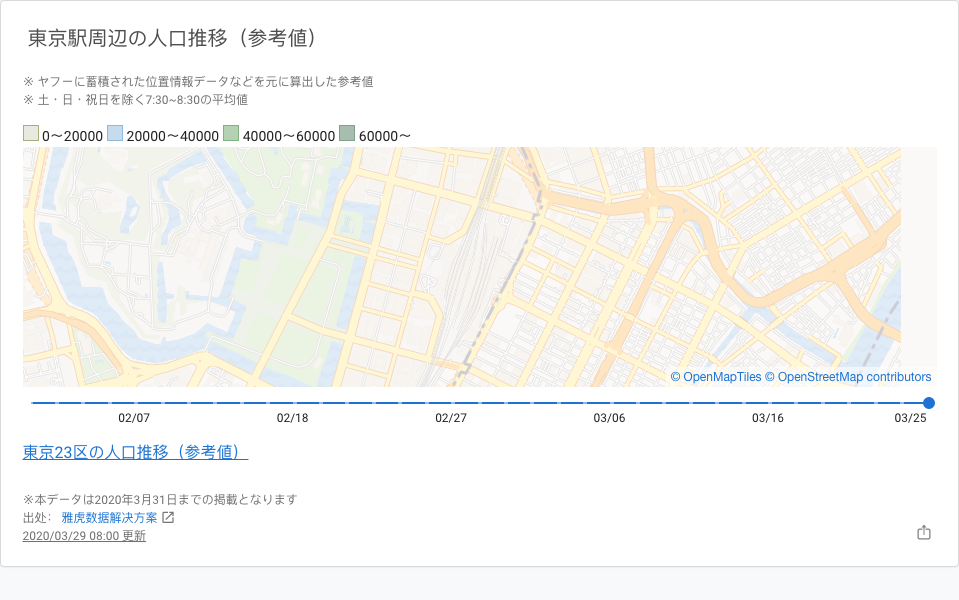 東京駅周辺の人口推移（参考値）
※ ヤフーに蓄積された位置情報データなどを元に算出した参考値
※ 土・日・祝日を除く7:30~8:30の平均値
0〜20000 20000〜40000 40000〜60000 60000〜
© OpenMapTiles © OpenStreetMap contributors
02/07 02/18 02/27 03/06 03/16 03/25
東京23区の人口推移（参考値）
※本データは2020年3月31日までの掲載となります
出处： 雅虎数据解决方案
2020/03/29 08:00 更新